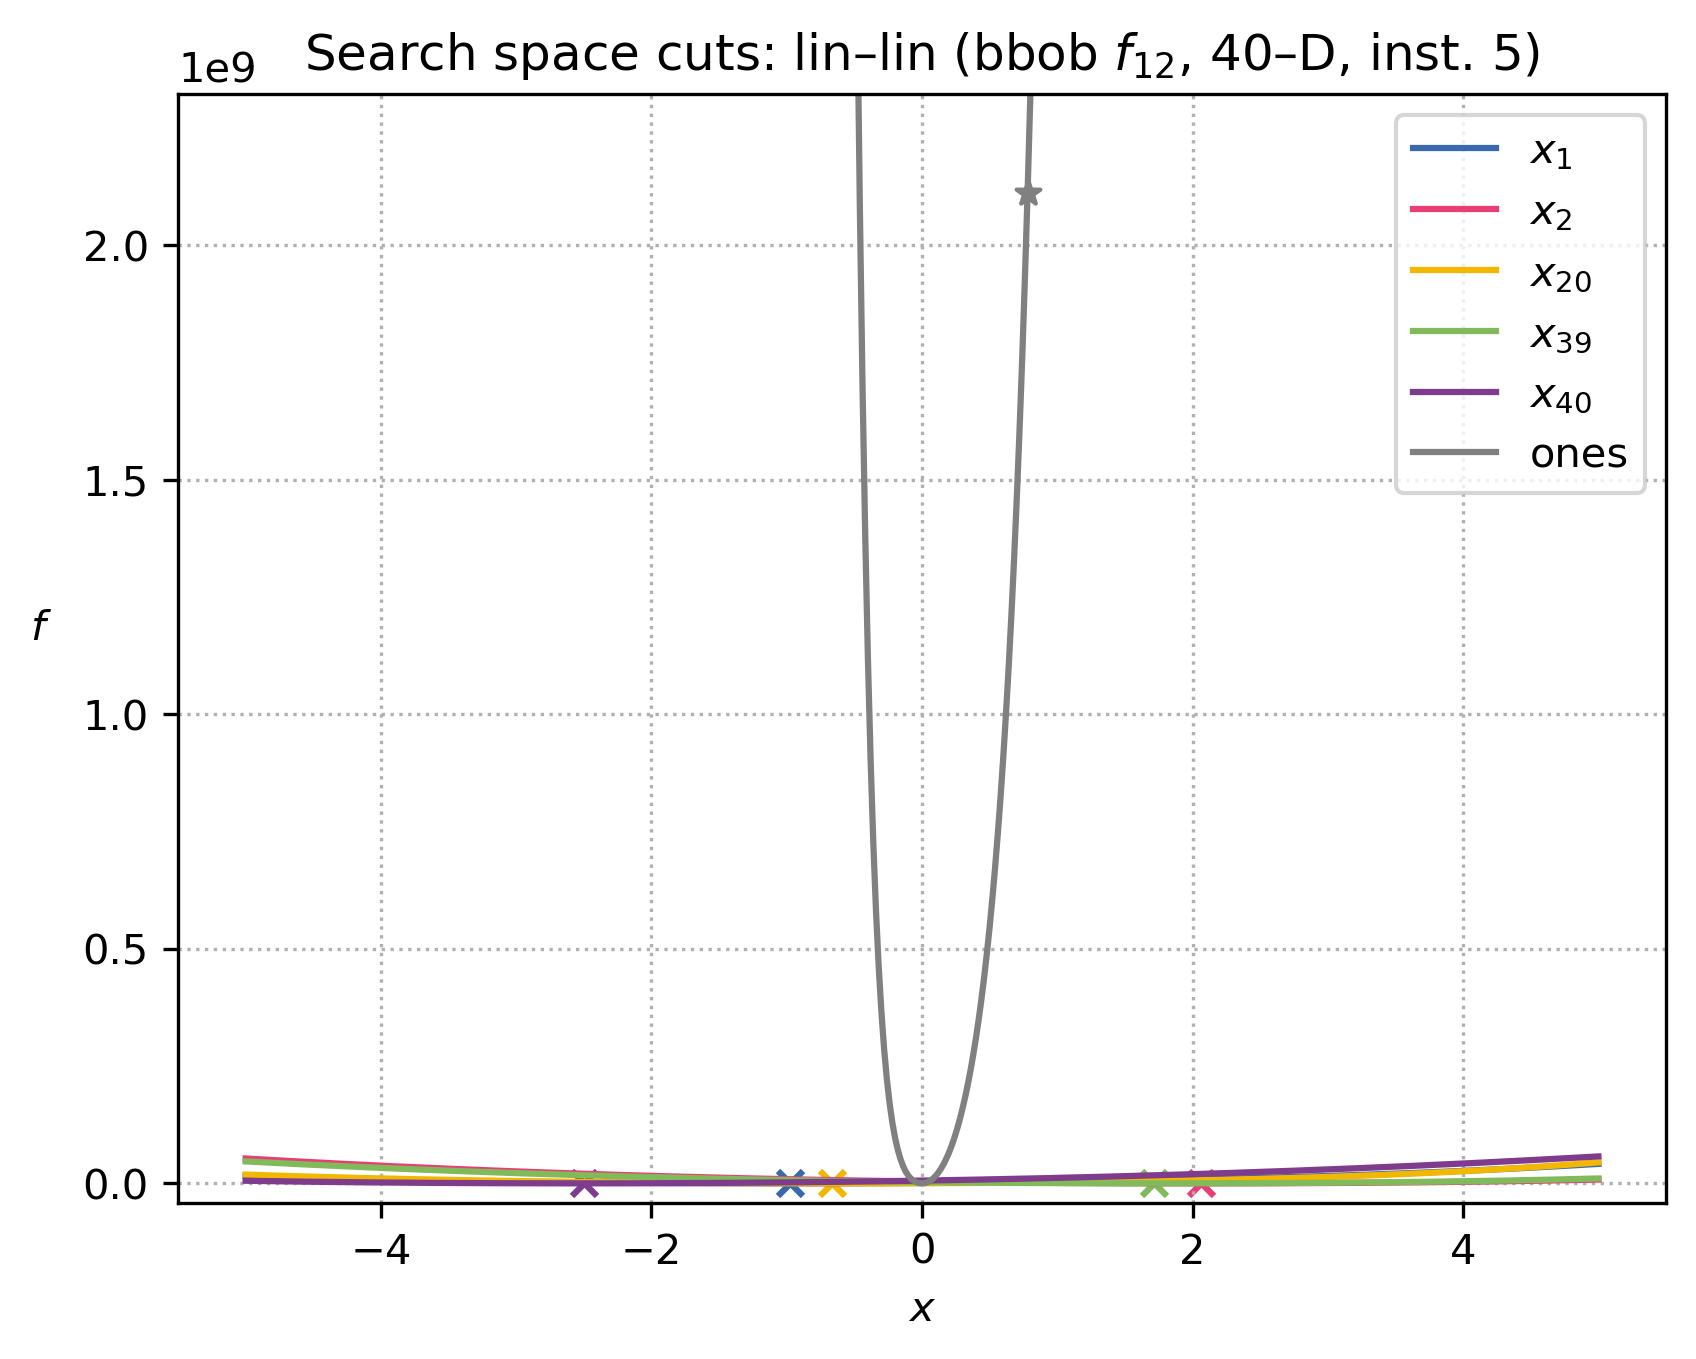 Search space cuts: lin–lin (bbob f₁₂, 40–D, inst. 5)
1e9
2.0
1.5
1.0
0.5
0.0
f
−4
−2
0
2
4
x
x₁
x₂
x₂₀
x₃₉
x₄₀
ones